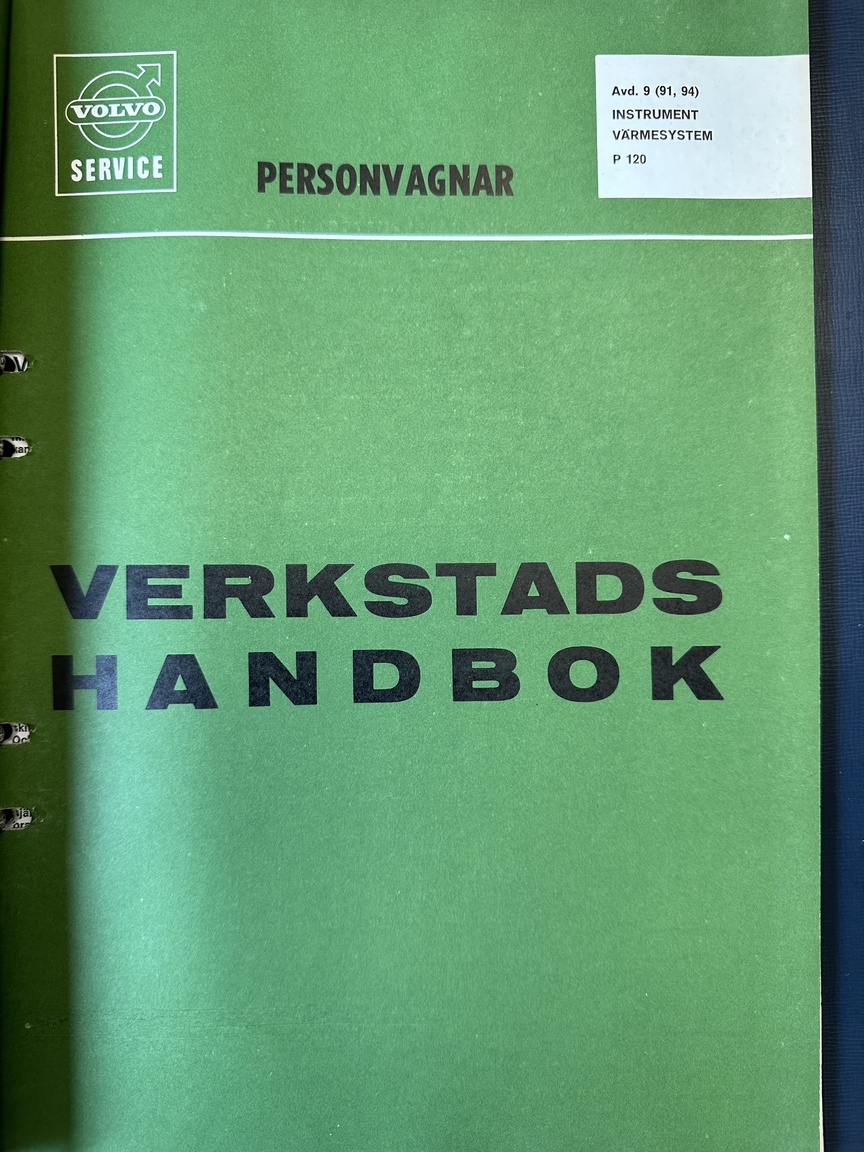 VOLVO
SERVICE
PERSONVAGNAR
Avd. 9 (91, 94)
INSTRUMENT
VÄRMESYSTEM
P 120
VERKSTADS
HANDBOK